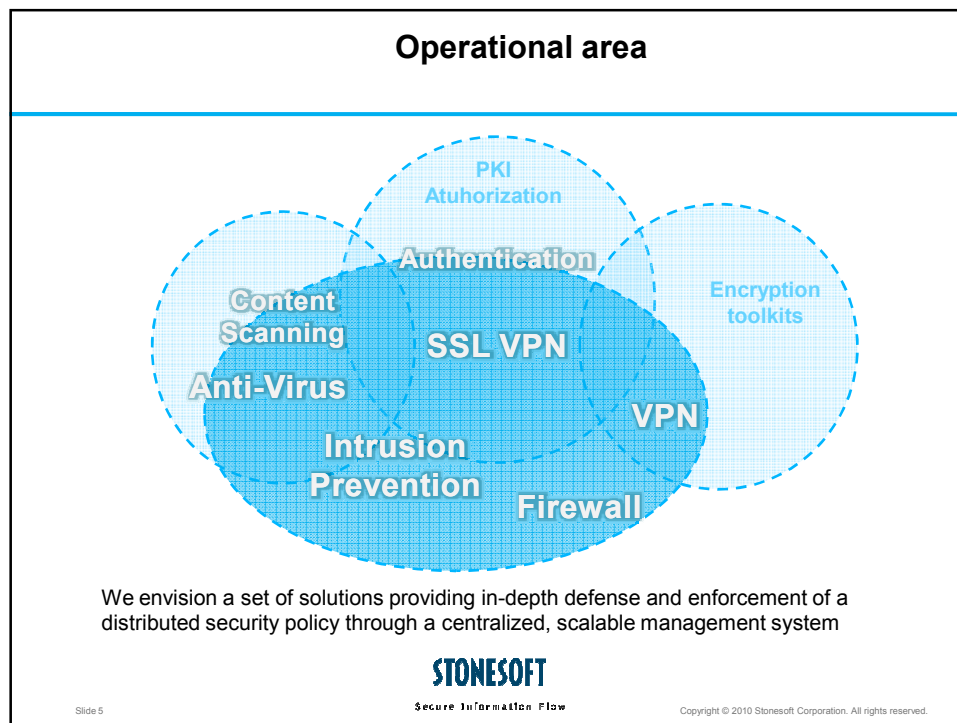 Operational area
PKI
Atuhorization
Authentication
Content
Scanning
Encryption
toolkits
SSL VPN
Anti-Virus
VPN
Intrusion
Prevention
Firewall
We envision a set of solutions providing in-depth defense and enforcement of a
distributed security policy through a centralized, scalable management system
STONESOFT
Secure Information Flow
Slide 5
Copyright © 2010 Stonesoft Corporation. All rights reserved.